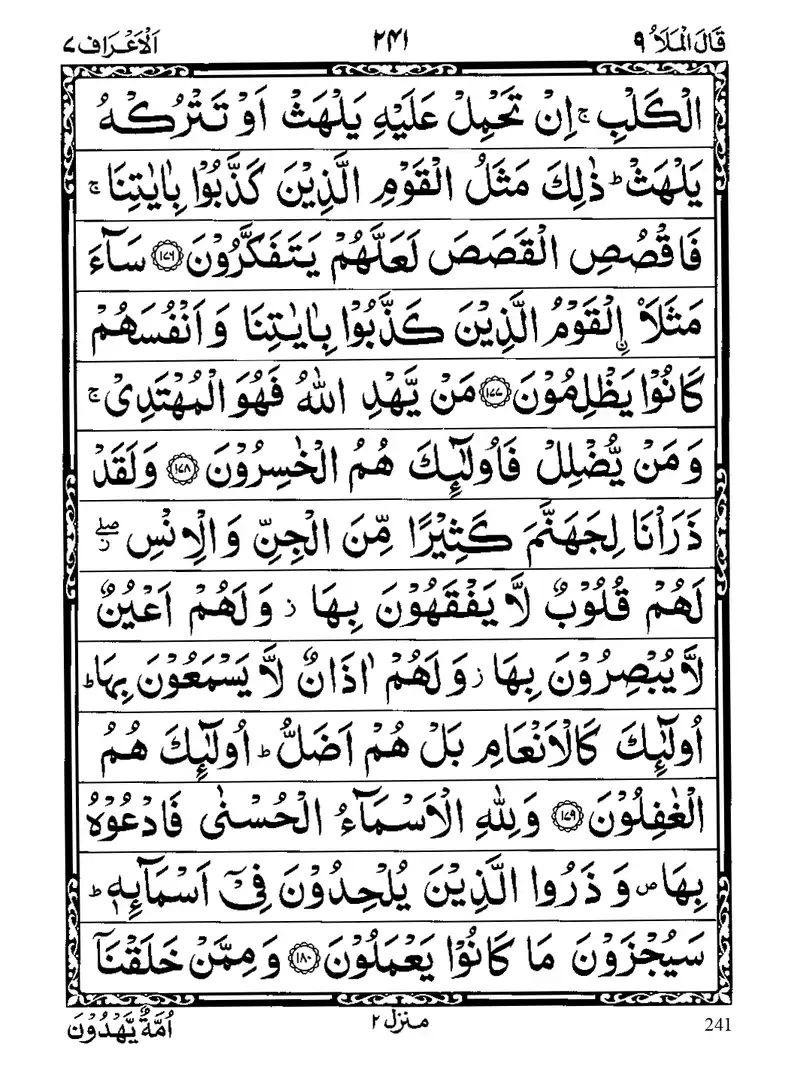 قَالَ الْمَلَاُ ٩
٢٤١
اَلْاَعْرَاف ٧
الْكَلْبِ ۚ اِنْ تَحْمِلْ عَلَيْهِ يَلْهَثْ اَوْ تَتْرُكْهُ
يَلْهَثْ ؕ ذٰلِكَ مَثَلُ الْقَوْمِ الَّذِيْنَ كَذَّبُوْا بِاٰيٰتِنَا ۚ
فَاقْصُصِ الْقَصَصَ لَعَلَّهُمْ يَتَفَكَّرُوْنَ ﴿١٧٦﴾ سَآءَ
مَثَلَاۨ الْقَوْمُ الَّذِيْنَ كَذَّبُوْا بِاٰيٰتِنَا وَ اَنْفُسَهُمْ
كَانُوْا يَظْلِمُوْنَ ﴿١٧٧﴾ مَنْ يَّهْدِ اللّٰهُ فَهُوَ الْمُهْتَدِىْ ۚ
وَ مَنْ يُّضْلِلْ فَاُولٰٓئِكَ هُمُ الْخٰسِرُوْنَ ﴿١٧٨﴾ وَ لَقَدْ
ذَرَاْنَا لِجَهَنَّمَ كَثِيْرًا مِّنَ الْجِنِّ وَ الْاِنْسِ ۖز
لَهُمْ قُلُوْبٌ لَّا يَفْقَهُوْنَ بِهَا ز وَ لَهُمْ اَعْيُنٌ
لَّا يُبْصِرُوْنَ بِهَا ز وَ لَهُمْ اٰذَانٌ لَّا يَسْمَعُوْنَ بِهَا ؕ
اُولٰٓئِكَ كَالْاَنْعَامِ بَلْ هُمْ اَضَلُّ ؕ اُولٰٓئِكَ هُمُ
الْغٰفِلُوْنَ ﴿١٧٩﴾ وَ لِلّٰهِ الْاَسْمَآءُ الْحُسْنٰى فَادْعُوْهُ
بِهَا ص وَ ذَرُوا الَّذِيْنَ يُلْحِدُوْنَ فِىْۤ اَسْمَآئِهٖ ؕ
سَيُجْزَوْنَ مَا كَانُوْا يَعْمَلُوْنَ ﴿١٨٠﴾ وَ مِمَّنْ خَلَقْنَاۤ
اُمَّةٌ يَّهْدُوْنَ
منزل ٢
241